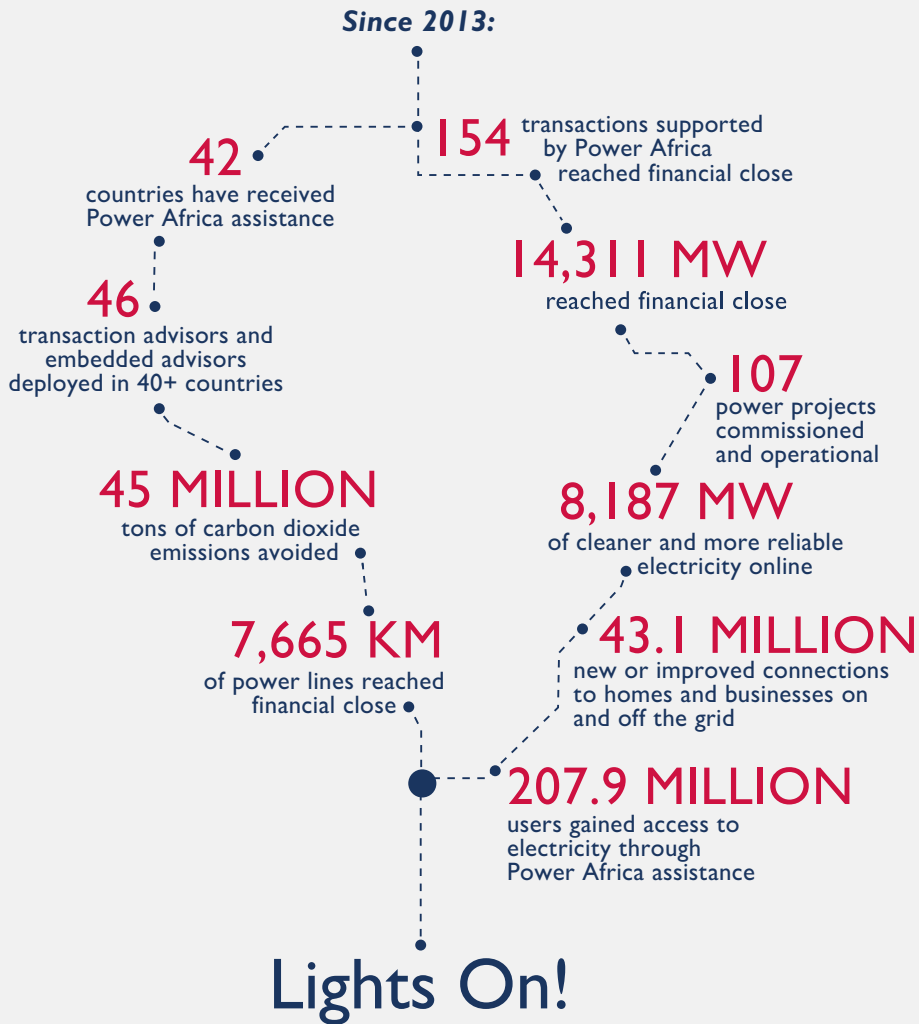 Since 2013:
42
countries have received
Power Africa assistance
46
transaction advisors and
embedded advisors
deployed in 40+ countries
45 MILLION
tons of carbon dioxide
emissions avoided
7,665 KM
of power lines reached
financial close
154
transactions supported
by Power Africa
reached financial close
14,311 MW
reached financial close
107
power projects
commissioned
and operational
8,187 MW
of cleaner and more reliable
electricity online
43.1 MILLION
new or improved connections
to homes and businesses on
and off the grid
207.9 MILLION
users gained access to
electricity through
Power Africa assistance
Lights On!